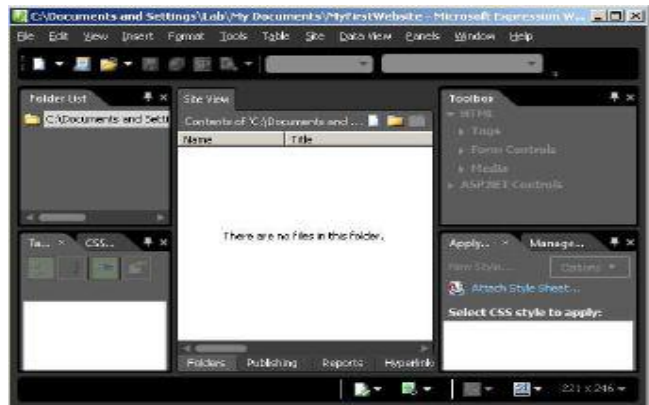 C:\Documents and Settings\Lab\My Documents\MyFirstWebsite - Microsoft Expression W...
File Edit View Insert Format Tools Table Site Data View Panels Window Help
Folder List
C:\Documents and Setti
Site View
Contents of 'C:\Documents and ...
Name Title
There are no files in this folder.
Folders Publishing Reports Hyperlink
Toolbox
HTML
Tags
Form Controls
Media
ASP.NET Controls
Ta... CSS...
Apply... Manage...
New Style... Options
Attach Style Sheet...
Select CSS style to apply:
221 x 246